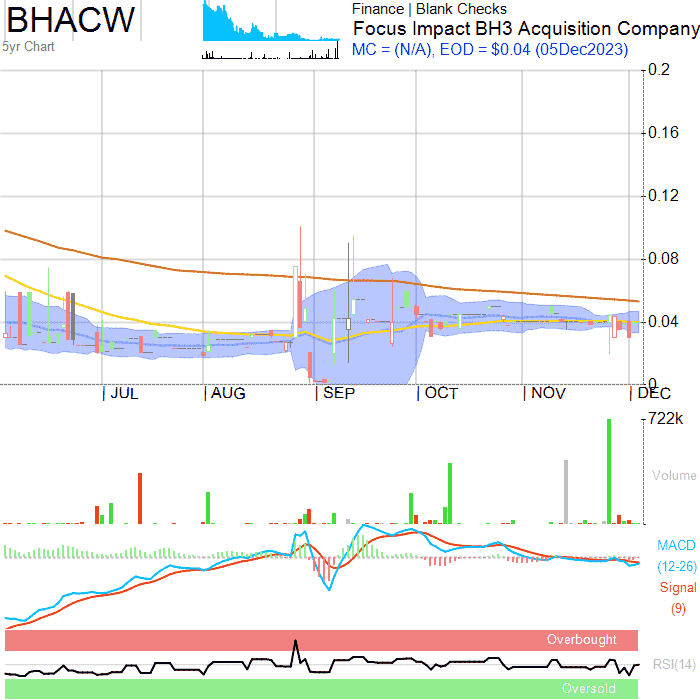 BHACW
5yr Chart
Finance | Blank Checks
Focus Impact BH3 Acquisition Company
MC = (N/A), EOD = $0.04 (05Dec2023)
0.2
0.16
0.12
0.08
0.04
0
JUL AUG SEP OCT NOV DEC
722k
Volume
MACD
(12-26)
Signal
(9)
Overbought
RSI(14)
Oversold